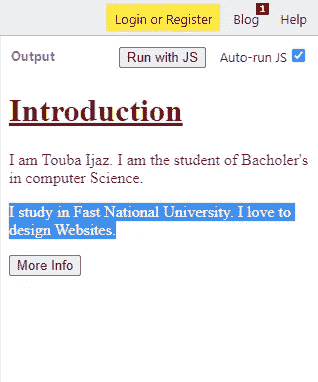 Login or Register Blog 1 Help
Output Run with JS Auto-run JS
Introduction
I am Touba Ijaz. I am the student of Bacholer's
in computer Science.
I study in Fast National University. I love to
design Websites.
More Info